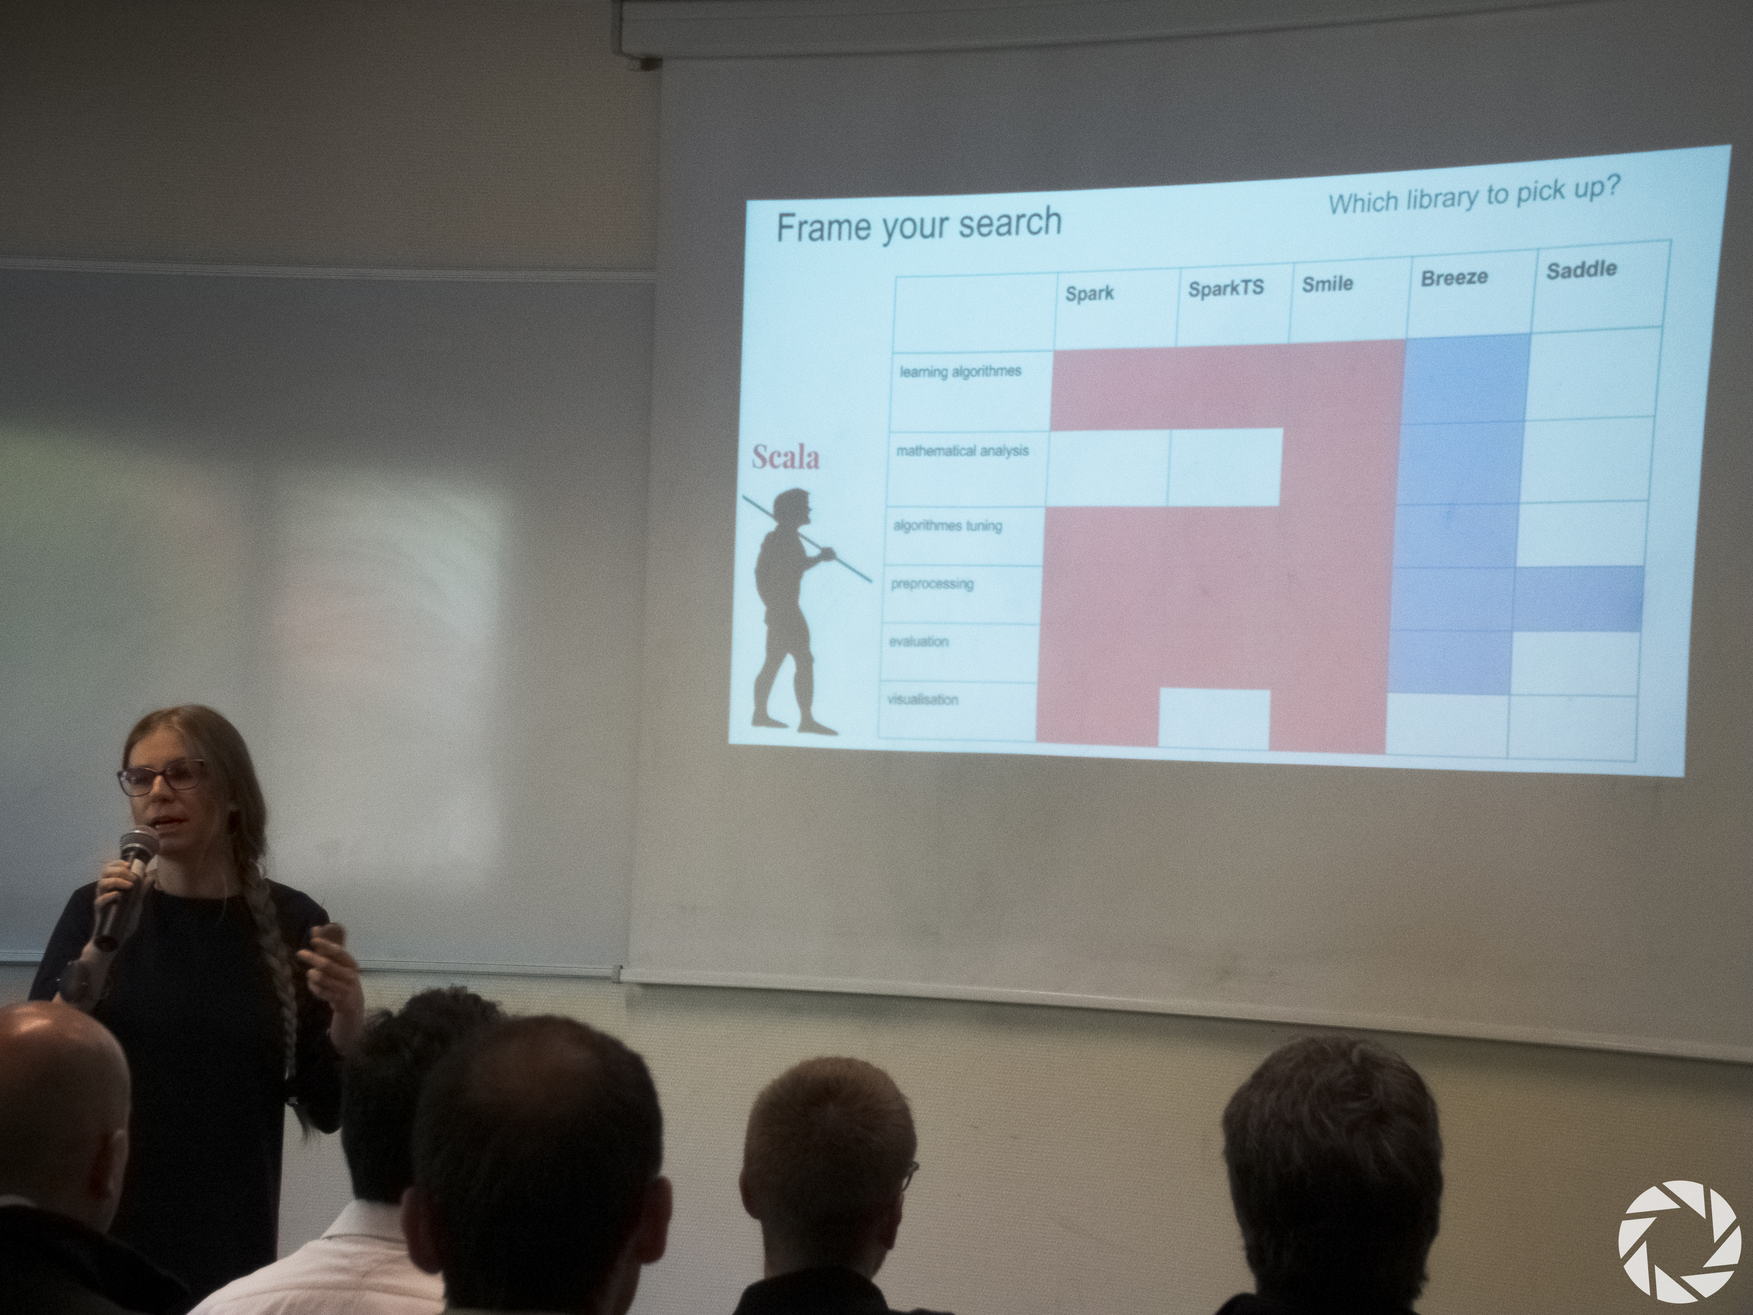 Frame your search
Which library to pick up?
Spark SparkTS Smile Breeze Saddle
learning algorithmes
mathematical analysis
Scala
algorithmes tuning
preprocessing
evaluation
visualisation